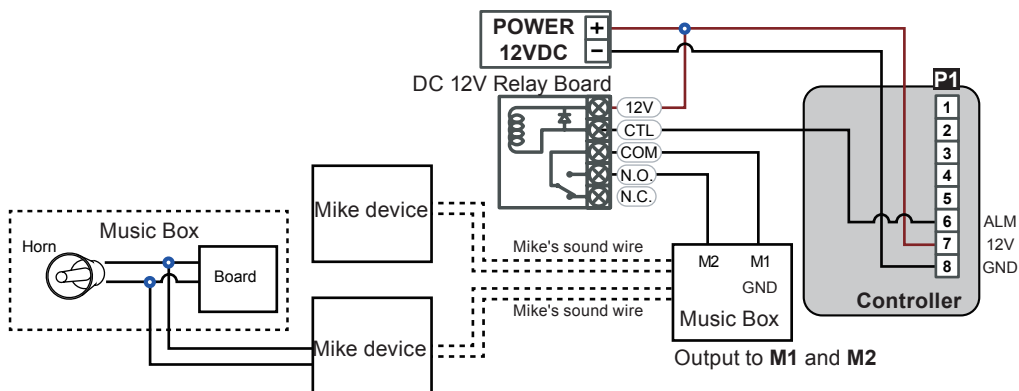 POWER +
12VDC −
DC 12V Relay Board
12V
CTL
COM
N.O.
N.C.
P1
1
2
3
4
5
6 ALM
7 12V
8 GND
Controller
Mike device
Mike's sound wire
Music Box
Horn
Board
Mike device
Mike's sound wire
M2 M1
GND
Music Box
Output to M1 and M2